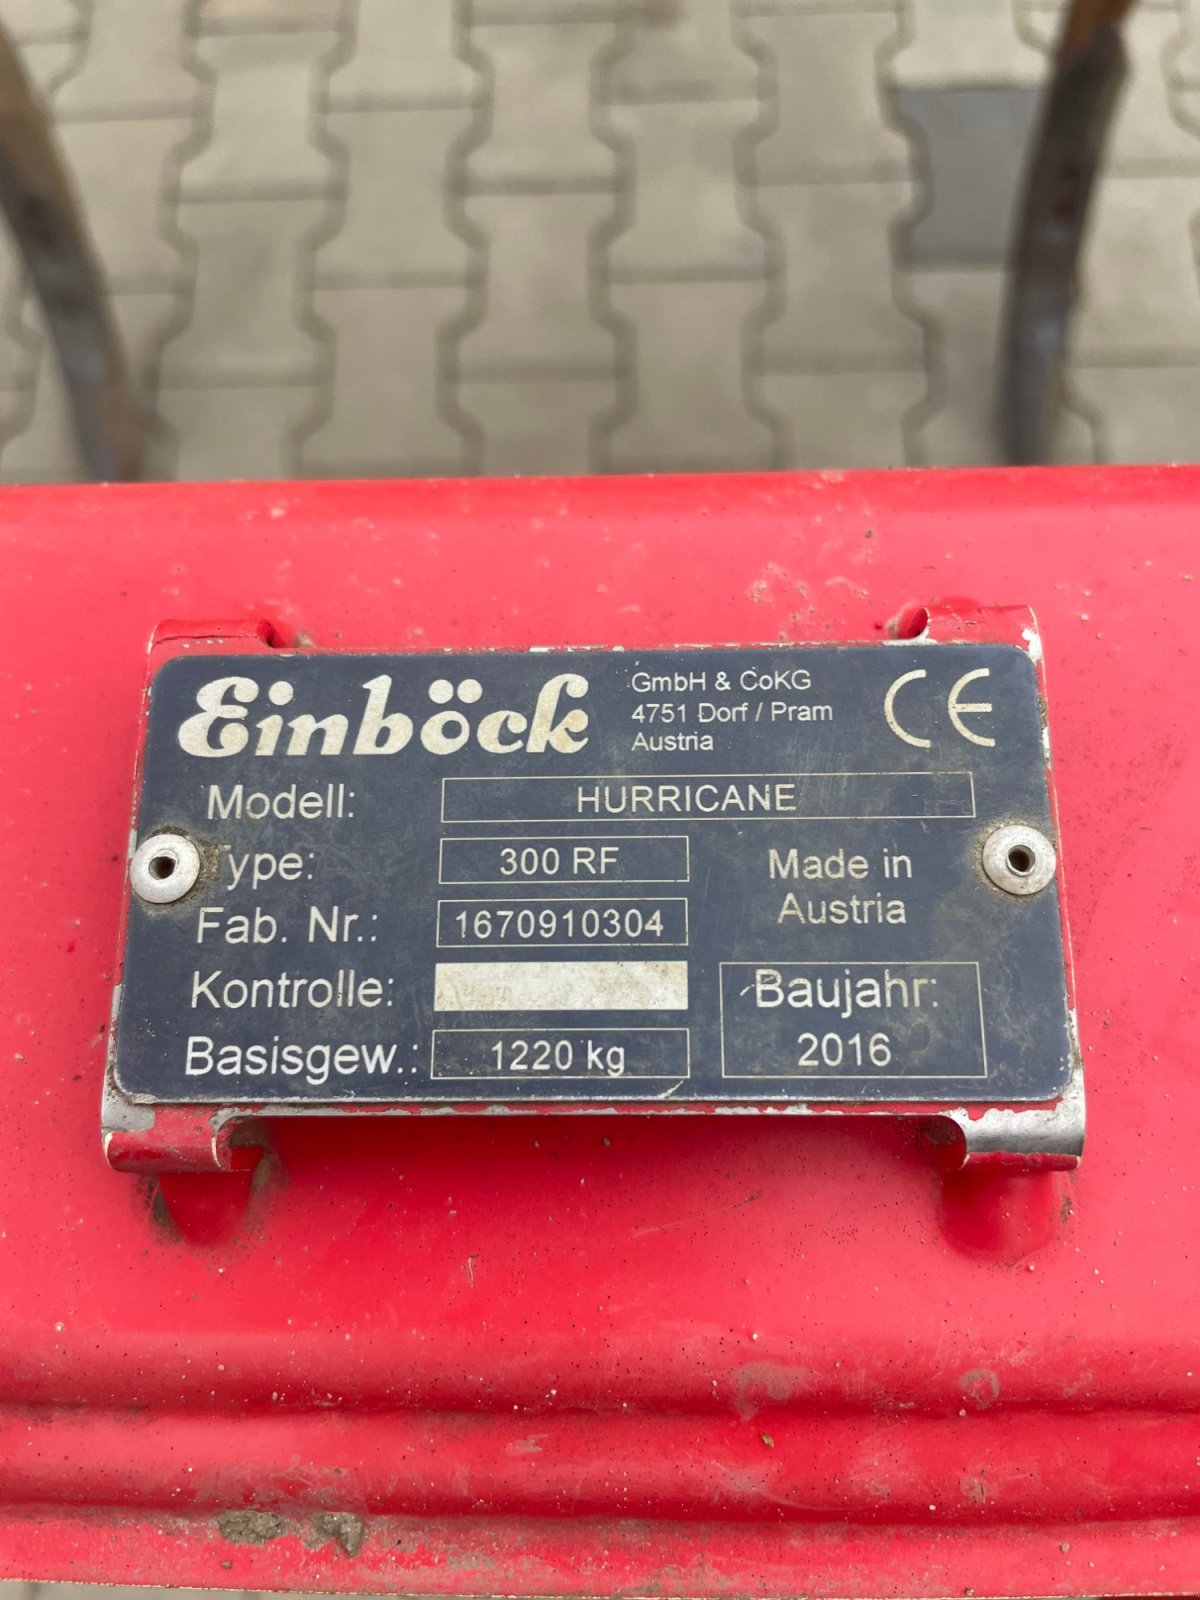 Einböck
GmbH & CoKG
4751 Dorf / Pram
Austria
CE
Modell: HURRICANE
Type: 300 RF
Made in
Austria
Fab. Nr.: 1670910304
Kontrolle:
Basisgew.: 1220 kg
Baujahr:
2016